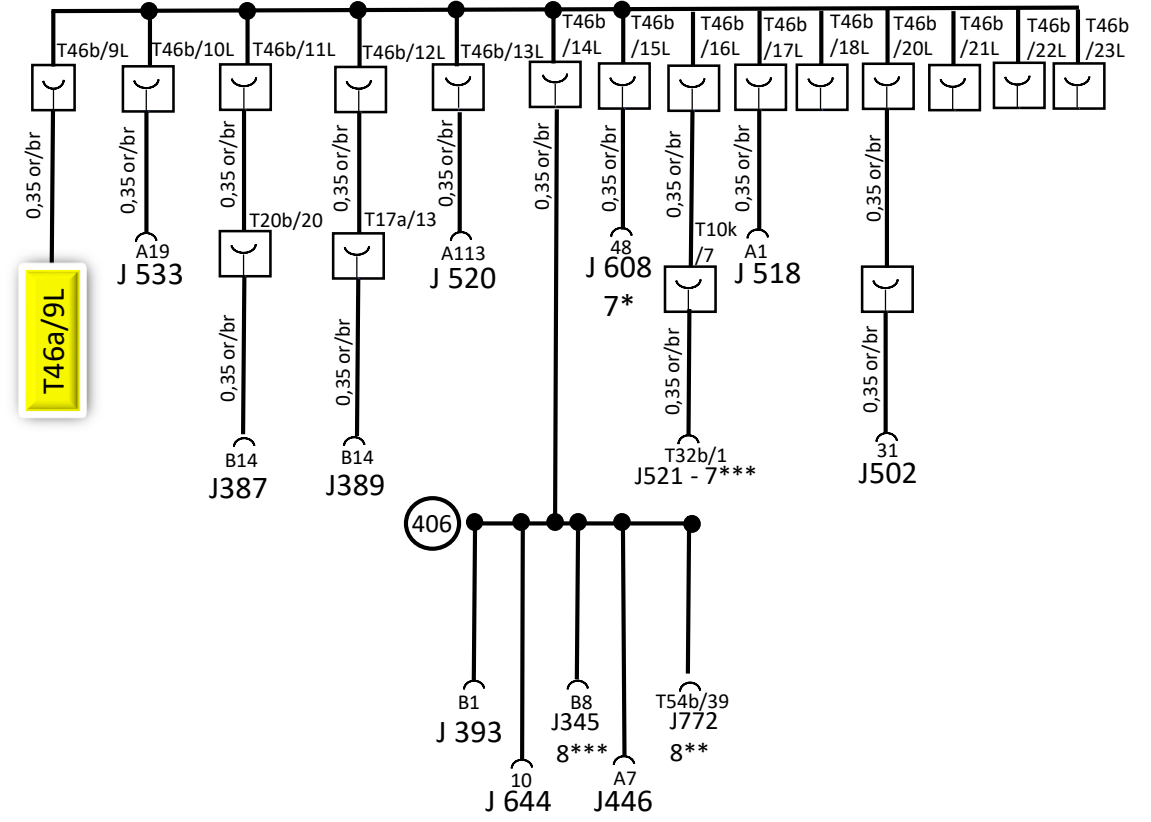 T46b/9L
T46b/10L
T46b/11L
T46b/12L
T46b/13L
T46b
/14L
T46b
/15L
T46b
/16L
T46b
/17L
T46b
/18L
T46b
/20L
T46b
/21L
T46b
/22L
T46b
/23L
0,35 or/br
0,35 or/br
0,35 or/br
0,35 or/br
0,35 or/br
0,35 or/br
0,35 or/br
0,35 or/br
0,35 or/br
0,35 or/br
T46a/9L
A19
J 533
T20b/20
0,35 or/br
B14
J387
T17a/13
0,35 or/br
B14
J389
A113
J 520
48
J 608
7*
T10k
/7
0,35 or/br
T32b/1
J521 - 7***
A1
J 518
0,35 or/br
31
J502
406
B1
J 393
10
J 644
B8
J345
8***
A7
J446
T54b/39
J772
8**